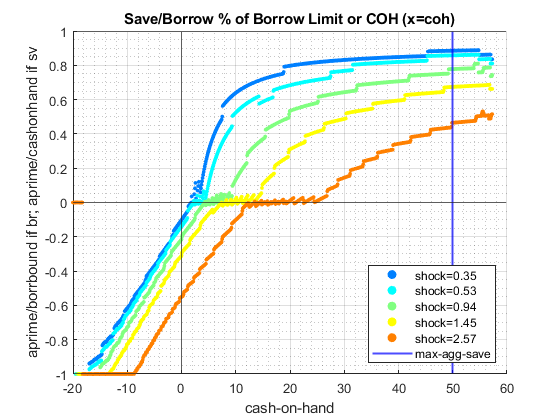 Save/Borrow % of Borrow Limit or COH (x=coh)
aprime/borrbound if br; aprime/cashonhand if sv
1
0.8
0.6
0.4
0.2
0
-0.2
-0.4
-0.6
-0.8
-1
-20
-10
0
10
20
30
40
50
60
cash-on-hand
shock=0.35
shock=0.53
shock=0.94
shock=1.45
shock=2.57
max-agg-save